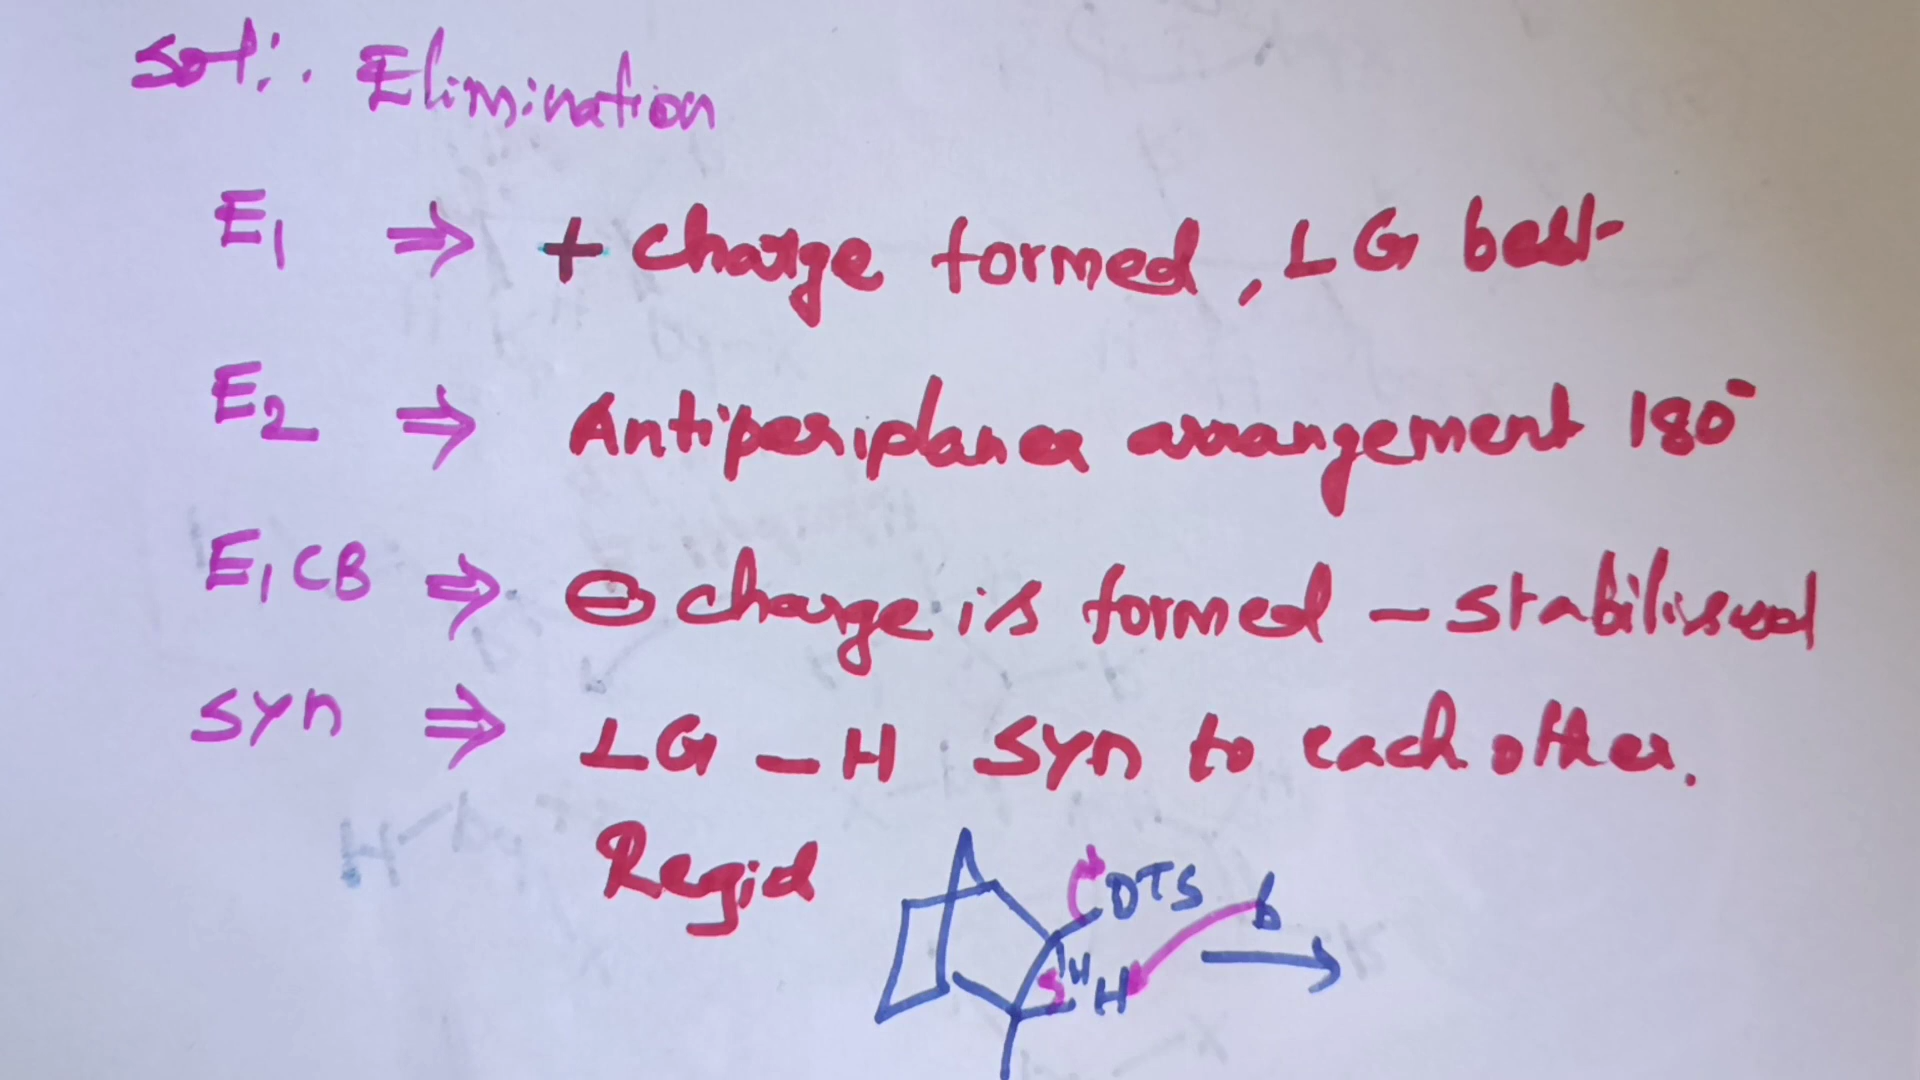 Sol:. Elimination
E1 ⇒ + charge formed, LG best
E2 ⇒ Antiperiplaner arrangement 180°
E1CB ⇒ ⊖ charge is formed - stabilised
syn ⇒ LG - H syn to each other.
Regid
OTS b
H
H